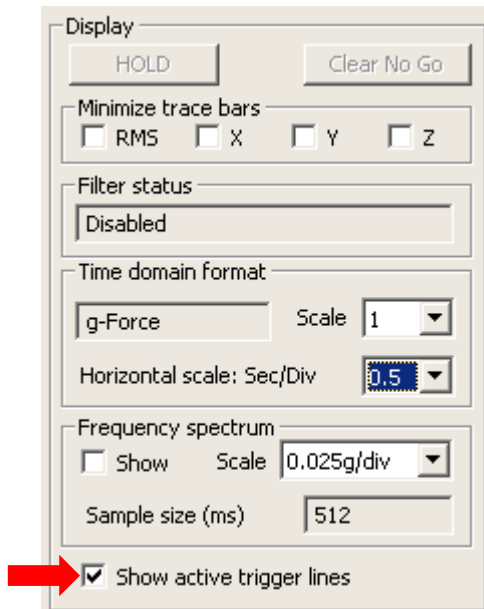 Display
HOLD Clear No Go
Minimize trace bars
RMS X Y Z
Filter status
Disabled
Time domain format
g-Force Scale 1
Horizontal scale: Sec/Div 0.5
Frequency spectrum
Show Scale 0.025g/div
Sample size (ms) 512
Show active trigger lines